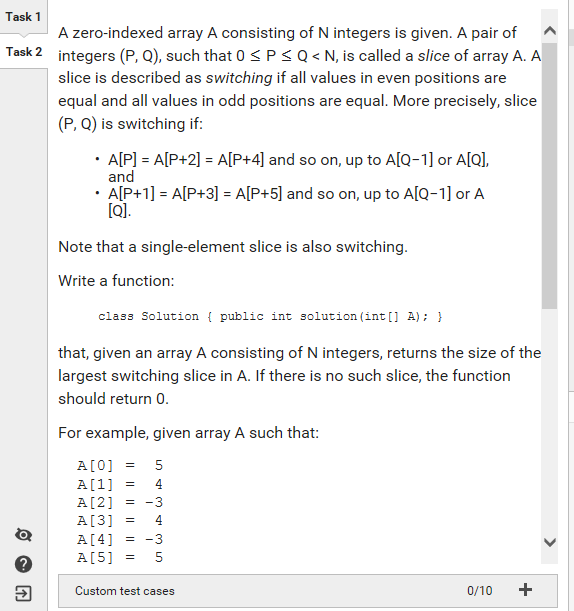 Task 1
Task 2
A zero-indexed array A consisting of N integers is given. A pair of
integers (P, Q), such that 0 ≤ P ≤ Q < N, is called a slice of array A. A
slice is described as switching if all values in even positions are
equal and all values in odd positions are equal. More precisely, slice
(P, Q) is switching if:
• A[P] = A[P+2] = A[P+4] and so on, up to A[Q−1] or A[Q],
and
• A[P+1] = A[P+3] = A[P+5] and so on, up to A[Q−1] or A
[Q].
Note that a single-element slice is also switching.
Write a function:
class Solution { public int solution(int[] A); }
that, given an array A consisting of N integers, returns the size of the
largest switching slice in A. If there is no such slice, the function
should return 0.
For example, given array A such that:
A[0] = 5
A[1] = 4
A[2] = -3
A[3] = 4
A[4] = -3
A[5] = 5
Custom test cases 0/10 +